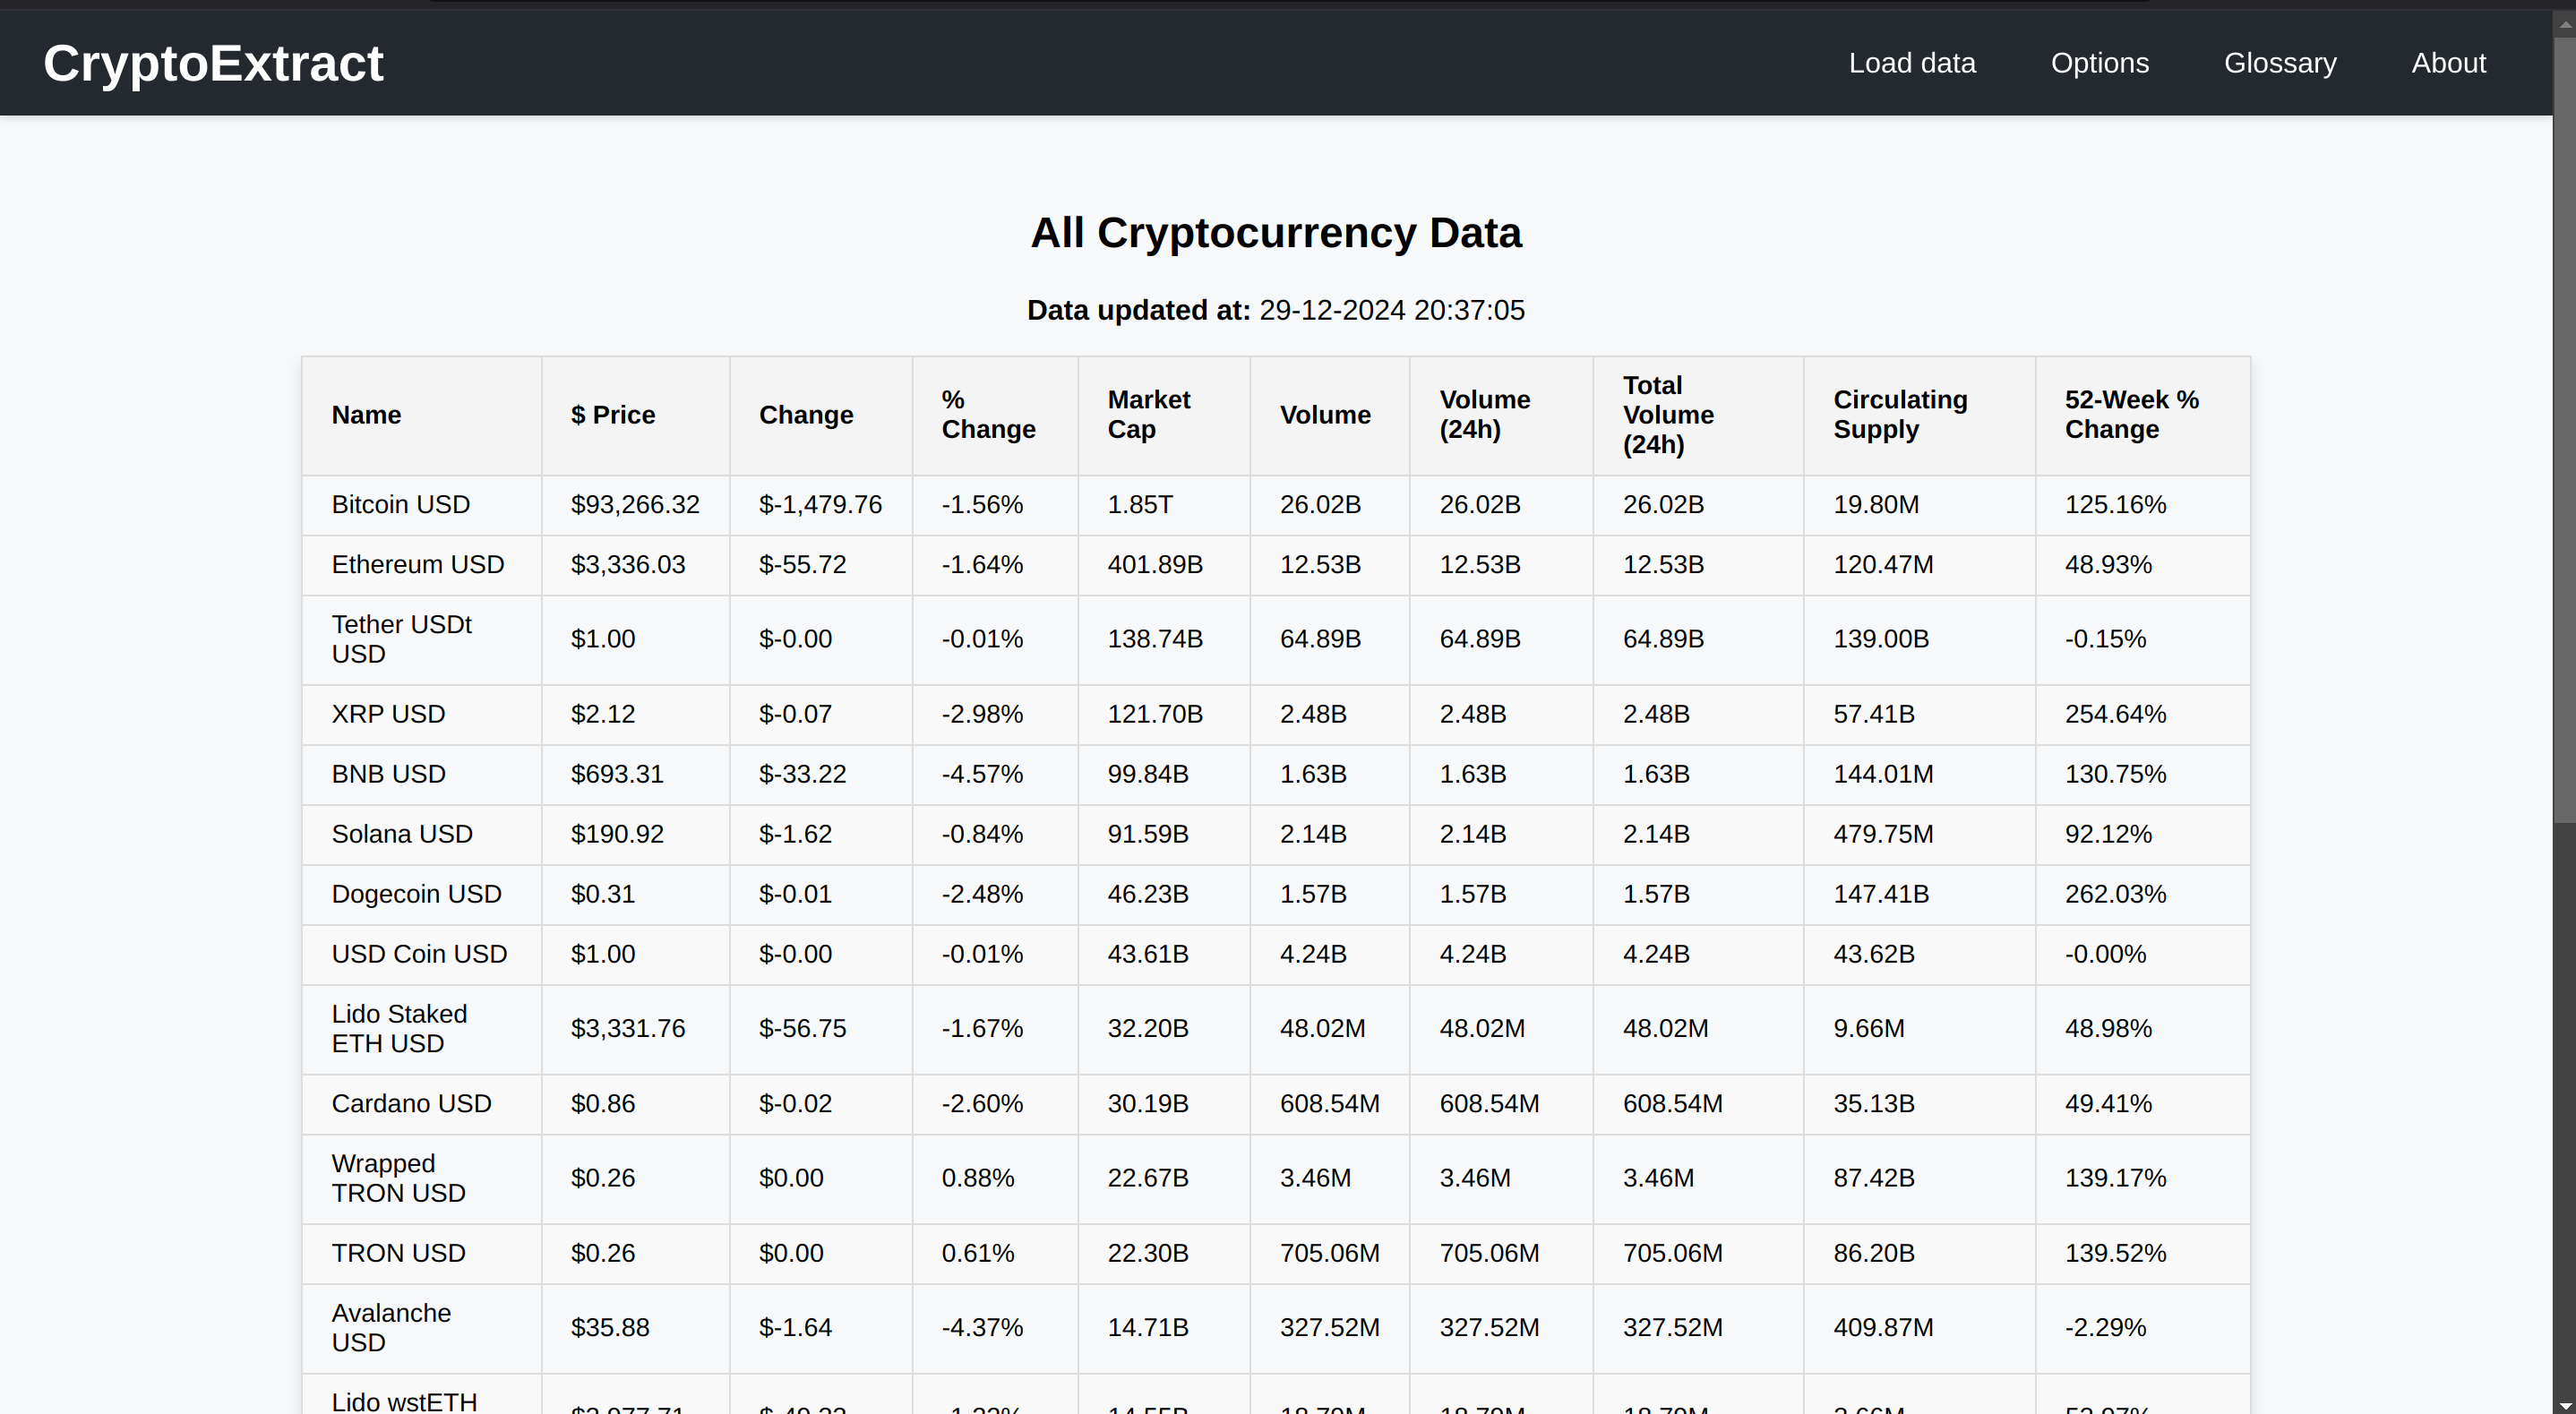 CryptoExtract Load data Options Glossary About
All Cryptocurrency Data
Data updated at: 29-12-2024 20:37:05
Name $ Price Change % Change Market Cap Volume Volume (24h) Total Volume (24h) Circulating Supply 52-Week % Change
Bitcoin USD $93,266.32 $-1,479.76 -1.56% 1.85T 26.02B 26.02B 26.02B 19.80M 125.16%
Ethereum USD $3,336.03 $-55.72 -1.64% 401.89B 12.53B 12.53B 12.53B 120.47M 48.93%
Tether USDt USD $1.00 $-0.00 -0.01% 138.74B 64.89B 64.89B 64.89B 139.00B -0.15%
XRP USD $2.12 $-0.07 -2.98% 121.70B 2.48B 2.48B 2.48B 57.41B 254.64%
BNB USD $693.31 $-33.22 -4.57% 99.84B 1.63B 1.63B 1.63B 144.01M 130.75%
Solana USD $190.92 $-1.62 -0.84% 91.59B 2.14B 2.14B 2.14B 479.75M 92.12%
Dogecoin USD $0.31 $-0.01 -2.48% 46.23B 1.57B 1.57B 1.57B 147.41B 262.03%
USD Coin USD $1.00 $-0.00 -0.01% 43.61B 4.24B 4.24B 4.24B 43.62B -0.00%
Lido Staked ETH USD $3,331.76 $-56.75 -1.67% 32.20B 48.02M 48.02M 48.02M 9.66M 48.98%
Cardano USD $0.86 $-0.02 -2.60% 30.19B 608.54M 608.54M 608.54M 35.13B 49.41%
Wrapped TRON USD $0.26 $0.00 0.88% 22.67B 3.46M 3.46M 3.46M 87.42B 139.17%
TRON USD $0.26 $0.00 0.61% 22.30B 705.06M 705.06M 705.06M 86.20B 139.52%
Avalanche USD $35.88 $-1.64 -4.37% 14.71B 327.52M 327.52M 327.52M 409.87M -2.29%
Lido wstETH